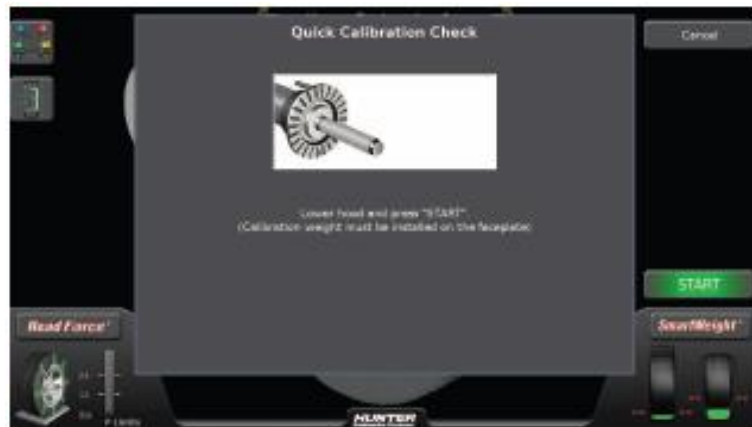 Quick Calibration Check
Cancel
Lower hood and press "START".
(Calibration weight must be installed on the faceplate)
START
Road Force®
SmartWeight®
HUNTER